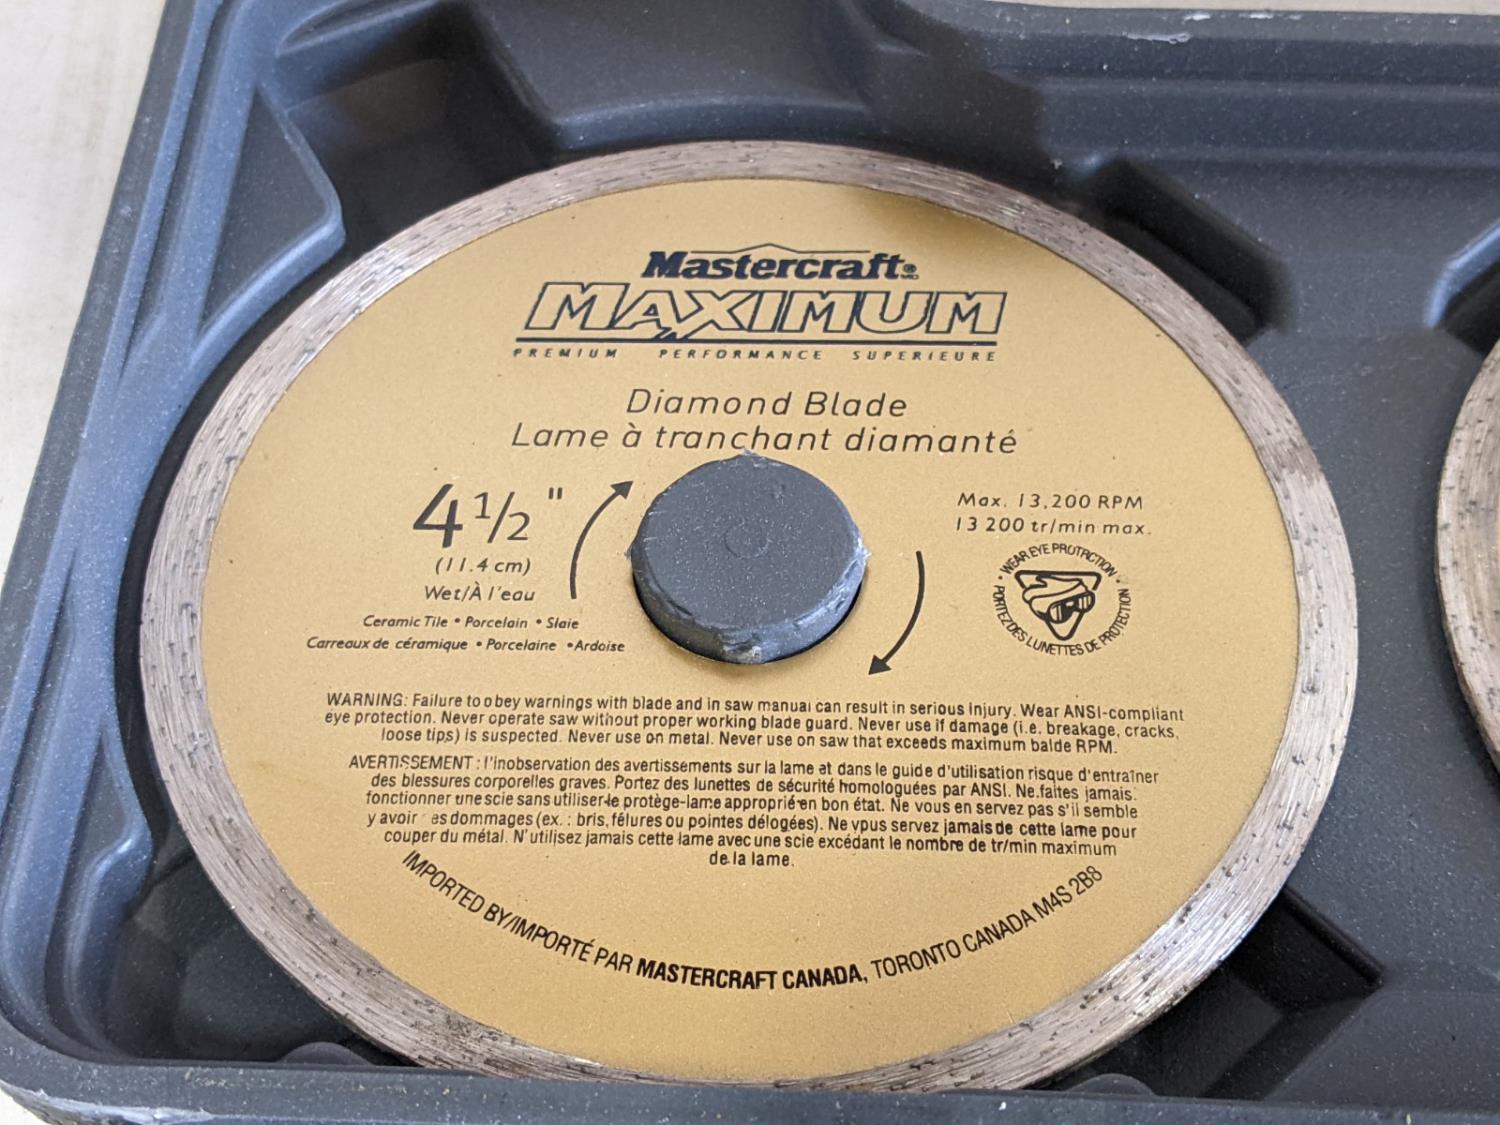 Mastercraft®
MD
MAXIMUM
PREMIUM PERFORMANCE SUPERIEURE
Diamond Blade
Lame à tranchant diamanté
4 1/2 "
(11.4 cm)
Wet/À l'eau
Ceramic Tile • Porcelain • Slaie
Carreaux de céramique • Porcelaine • Ardoise
Max. 13,200 RPM
13 200 tr/min max.
• WEAR EYE PROTRCTION •
PORTEZ DES LUNETTES DE PROTECTION
WARNING: Failure to obey warnings with blade and in saw manual can result in serious Injury. Wear ANSI-compliant
eye protection. Never operate saw without proper working blade guard. Never use if damage (i.e. breakage, cracks,
loose tips) is suspected. Never use on metal. Never use on saw that exceeds maximum balde RPM.
AVERTISSEMENT : l'inobservation des avertissements sur la lame et dans le guide d'utilisation risque d'entraîner
des blessures corporelles graves. Portez des lunettes de sécurité homologuées par ANSI. Ne faites jamais.
fonctionner une scie sans utiliser le protège-lame approprié en bon état. Ne vous en servez pas s'il semble
y avoir as dommages (ex. : bris, fêlures ou pointes délogées). Ne vpus servez jamais de cette lame pour
couper du métal. N'utilisez jamais cette lame avec une scie excédant le nombre de tr/min maximum
de la lame.
IMPORTED BY/IMPORTÉ PAR MASTERCRAFT CANADA, TORONTO CANADA M4S 2B8